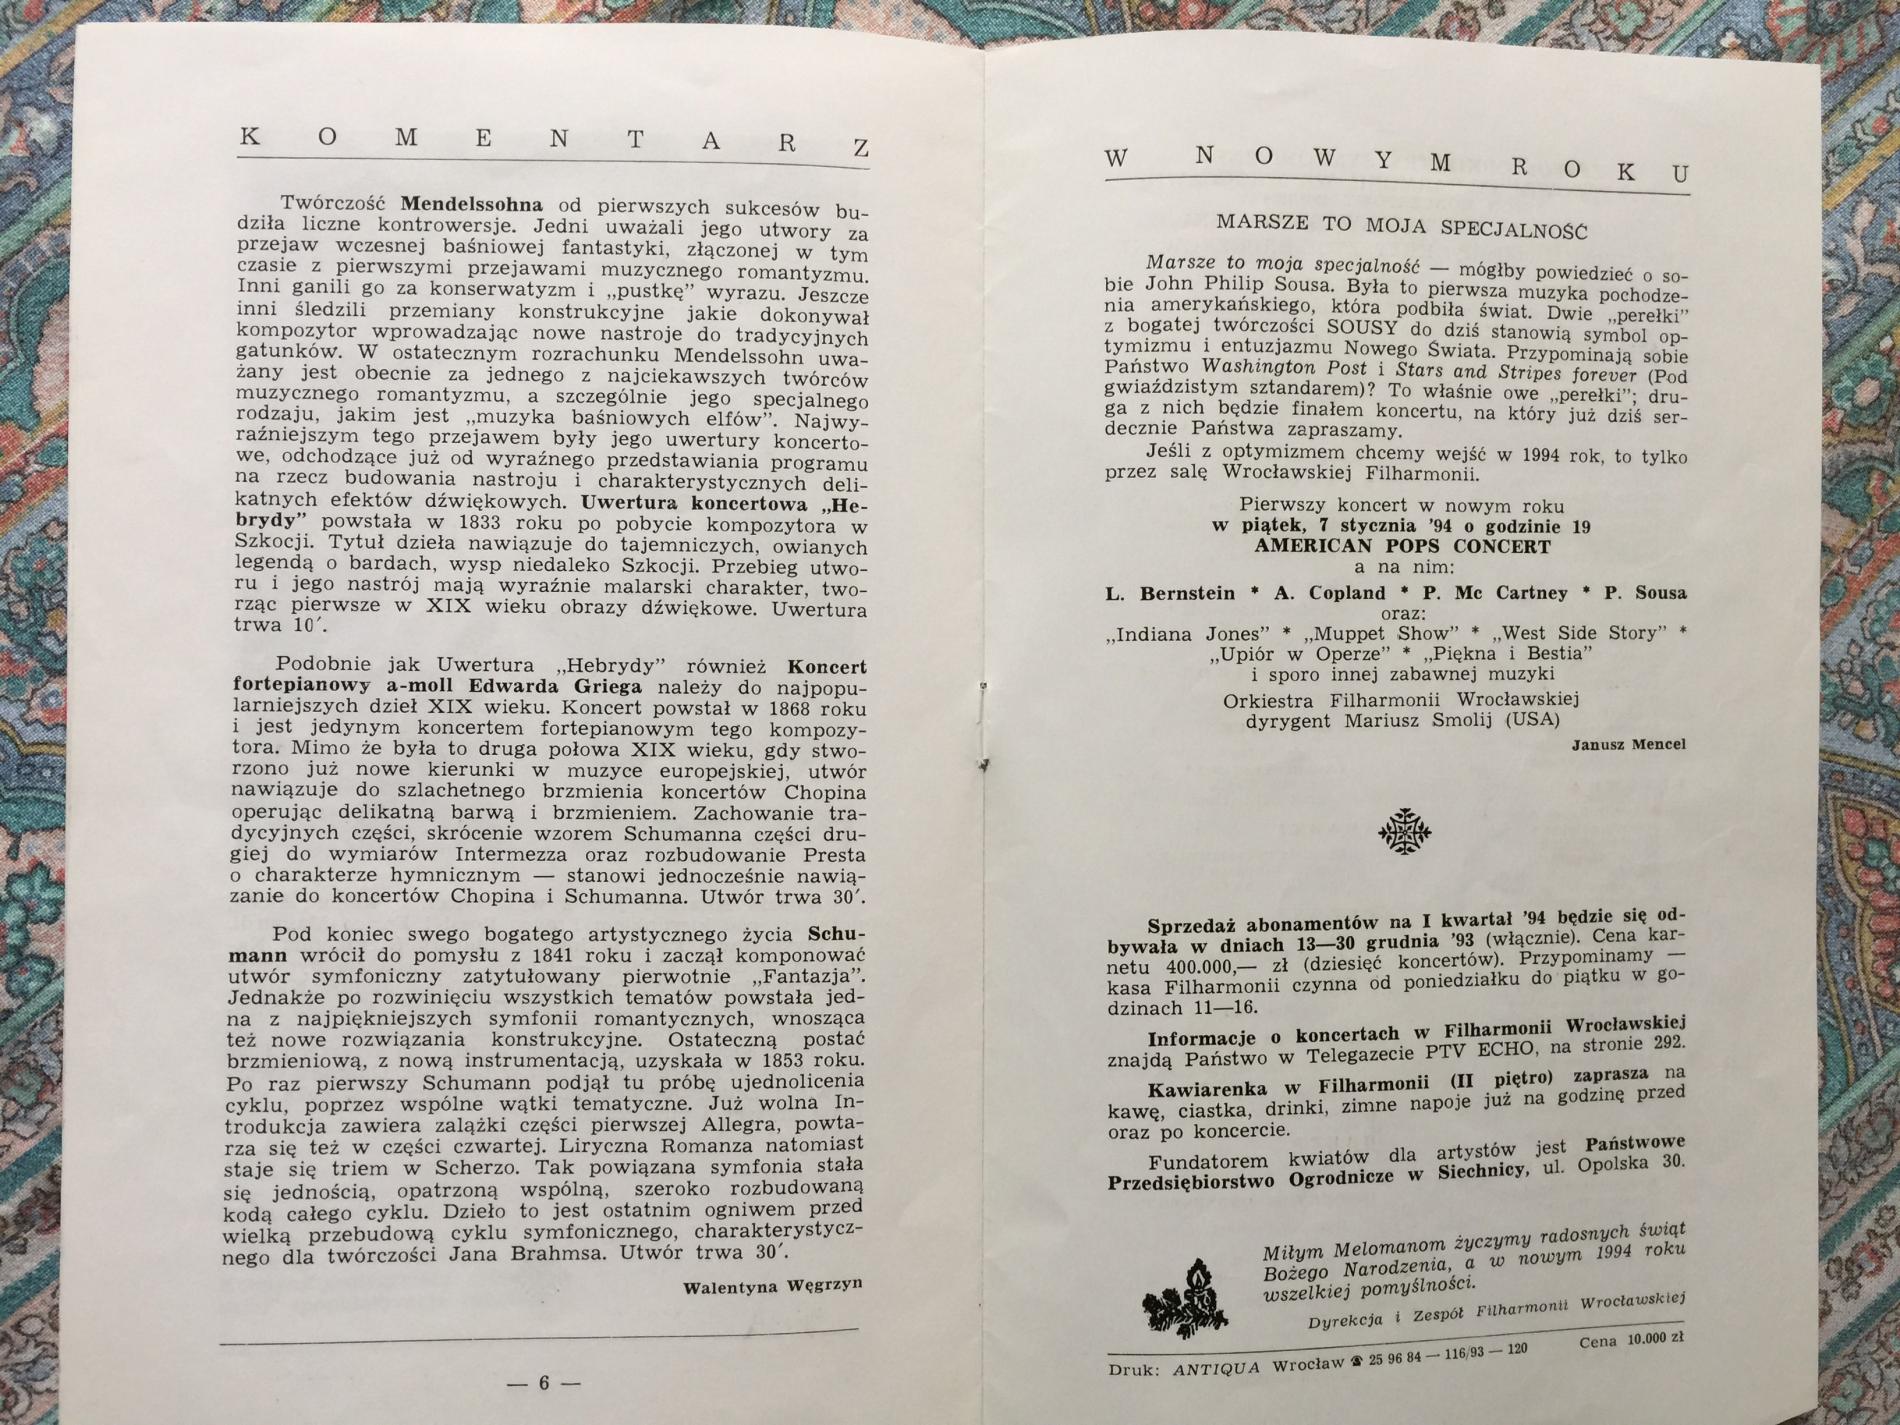 KOMENTARZ
Twórczość Mendelssohna od pierwszych sukcesów bu-
dziła liczne kontrowersje. Jedni uważali jego utwory za
przejaw wczesnej baśniowej fantastyki, złączonej w tym
czasie z pierwszymi przejawami muzycznego romantyzmu.
Inni ganili go za konserwatyzm i „pustkę” wyrazu. Jeszcze
inni śledzili przemiany konstrukcyjne jakie dokonywał
kompozytor wprowadzając nowe nastroje do tradycyjnych
gatunków. W ostatecznym rozrachunku Mendelssohn uwa-
żany jest obecnie za jednego z najciekawszych twórców
muzycznego romantyzmu, a szczególnie jego specjalnego
rodzaju, jakim jest „muzyka baśniowych elfów”. Najwy-
raźniejszym tego przejawem były jego uwertury koncerto-
we, odchodzące już od wyraźnego przedstawiania programu
na rzecz budowania nastroju i charakterystycznych deli-
katnych efektów dźwiękowych. Uwertura koncertowa „He-
brydy” powstała w 1833 roku po pobycie kompozytora w
Szkocji. Tytuł dzieła nawiązuje do tajemniczych, owianych
legendą o bardach, wysp niedaleko Szkocji. Przebieg utwo-
ru i jego nastrój mają wyraźnie malarski charakter, two-
rząc pierwsze w XIX wieku obrazy dźwiękowe. Uwertura
trwa 10′.
Podobnie jak Uwertura „Hebrydy” również Koncert
fortepianowy a-moll Edwarda Griega należy do najpopu-
larniejszych dzieł XIX wieku. Koncert powstał w 1868 roku
i jest jedynym koncertem fortepianowym tego kompozy-
tora. Mimo że była to druga połowa XIX wieku, gdy stwo-
rzono już nowe kierunki w muzyce europejskiej, utwór
nawiązuje do szlachetnego brzmienia koncertów Chopina
operując delikatną barwą i brzmieniem. Zachowanie tra-
dycyjnych części, skrócenie wzorem Schumanna części dru-
giej do wymiarów Intermezza oraz rozbudowanie Presta
o charakterze hymnicznym — stanowi jednocześnie nawią-
zanie do koncertów Chopina i Schumanna. Utwór trwa 30′.
Pod koniec swego bogatego artystycznego życia Schu-
mann wrócił do pomysłu z 1841 roku i zaczął komponować
utwór symfoniczny zatytułowany pierwotnie „Fantazja”.
Jednakże po rozwinięciu wszystkich tematów powstała jed-
na z najpiękniejszych symfonii romantycznych, wnosząca
też nowe rozwiązania konstrukcyjne. Ostateczną postać
brzmieniową, z nową instrumentacją, uzyskała w 1853 roku.
Po raz pierwszy Schumann podjął tu próbę ujednolicenia
cyklu, poprzez wspólne wątki tematyczne. Już wolna In-
trodukcja zawiera zalążki części pierwszej Allegra, powta-
rza się też w części czwartej. Liryczna Romanza natomiast
staje się triem w Scherzo. Tak powiązana symfonia stała
się jednością, opatrzoną wspólną, szeroko rozbudowaną
kodą całego cyklu. Dzieło to jest ostatnim ogniwem przed
wielką przebudową cyklu symfonicznego, charakterystycz-
nego dla twórczości Jana Brahmsa. Utwór trwa 30′.
Walentyna Węgrzyn
— 6 —
W NOWYM ROKU
MARSZE TO MOJA SPECJALNOŚĆ
Marsze to moja specjalność — mógłby powiedzieć o so-
bie John Philip Sousa. Była to pierwsza muzyka pochodze-
nia amerykańskiego, która podbiła świat. Dwie „perełki”
z bogatej twórczości SOUSY do dziś stanowią symbol op-
tymizmu i entuzjazmu Nowego Świata. Przypominają sobie
Państwo Washington Post i Stars and Stripes forever (Pod
gwiaździstym sztandarem)? To właśnie owe „perełki”; dru-
ga z nich będzie finałem koncertu, na który już dziś ser-
decznie Państwa zapraszamy.
Jeśli z optymizmem chcemy wejść w 1994 rok, to tylko
przez salę Wrocławskiej Filharmonii.
Pierwszy koncert w nowym roku
w piątek, 7 stycznia ’94 o godzinie 19
AMERICAN POPS CONCERT
a na nim:
L. Bernstein * A. Copland * P. Mc Cartney * P. Sousa
oraz:
„Indiana Jones” * „Muppet Show” * „West Side Story” *
„Upiór w Operze” * „Piękna i Bestia”
i sporo innej zabawnej muzyki
Orkiestra Filharmonii Wrocławskiej
dyrygent Mariusz Smolij (USA)
Janusz Mencel
Sprzedaż abonamentów na I kwartał ’94 będzie się od-
bywała w dniach 13—30 grudnia ’93 (włącznie). Cena kar-
netu 400.000,— zł (dziesięć koncertów). Przypominamy —
kasa Filharmonii czynna od poniedziałku do piątku w go-
dzinach 11—16.
Informacje o koncertach w Filharmonii Wrocławskiej
znajdą Państwo w Telegazecie PTV ECHO, na stronie 292.
Kawiarenka w Filharmonii (II piętro) zaprasza na
kawę, ciastka, drinki, zimne napoje już na godzinę przed
oraz po koncercie.
Fundatorem kwiatów dla artystów jest Państwowe
Przedsiębiorstwo Ogrodnicze w Siechnicy, ul. Opolska 30.
Miłym Melomanom życzymy radosnych świąt
Bożego Narodzenia, a w nowym 1994 roku
wszelkiej pomyślności.
Dyrekcja i Zespół Filharmonii Wrocławskiej
Druk: ANTIQUA Wrocław ☎ 25 96 84 — 116/93 — 120 Cena 10.000 zł